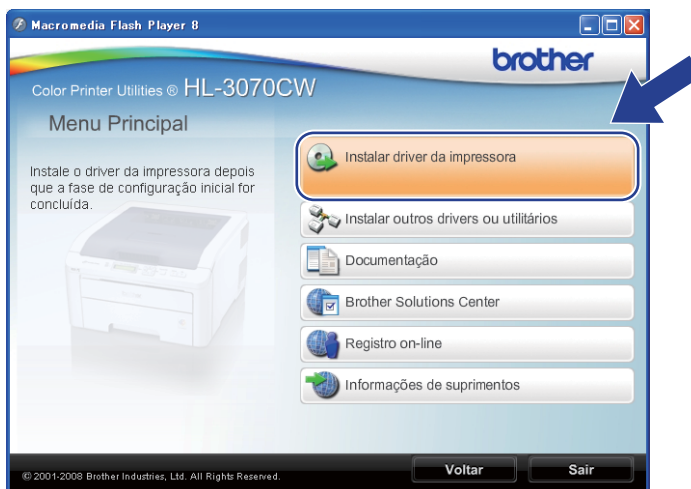 Macromedia Flash Player 8
brother
Color Printer Utilities ® HL-3070CW
Menu Principal
Instale o driver da impressora depois
que a fase de configuração inicial for
concluída.
Instalar driver da impressora
Instalar outros drivers ou utilitários
Documentação
Brother Solutions Center
Registro on-line
Informações de suprimentos
© 2001-2008 Brother Industries, Ltd. All Rights Reserved.
Voltar
Sair